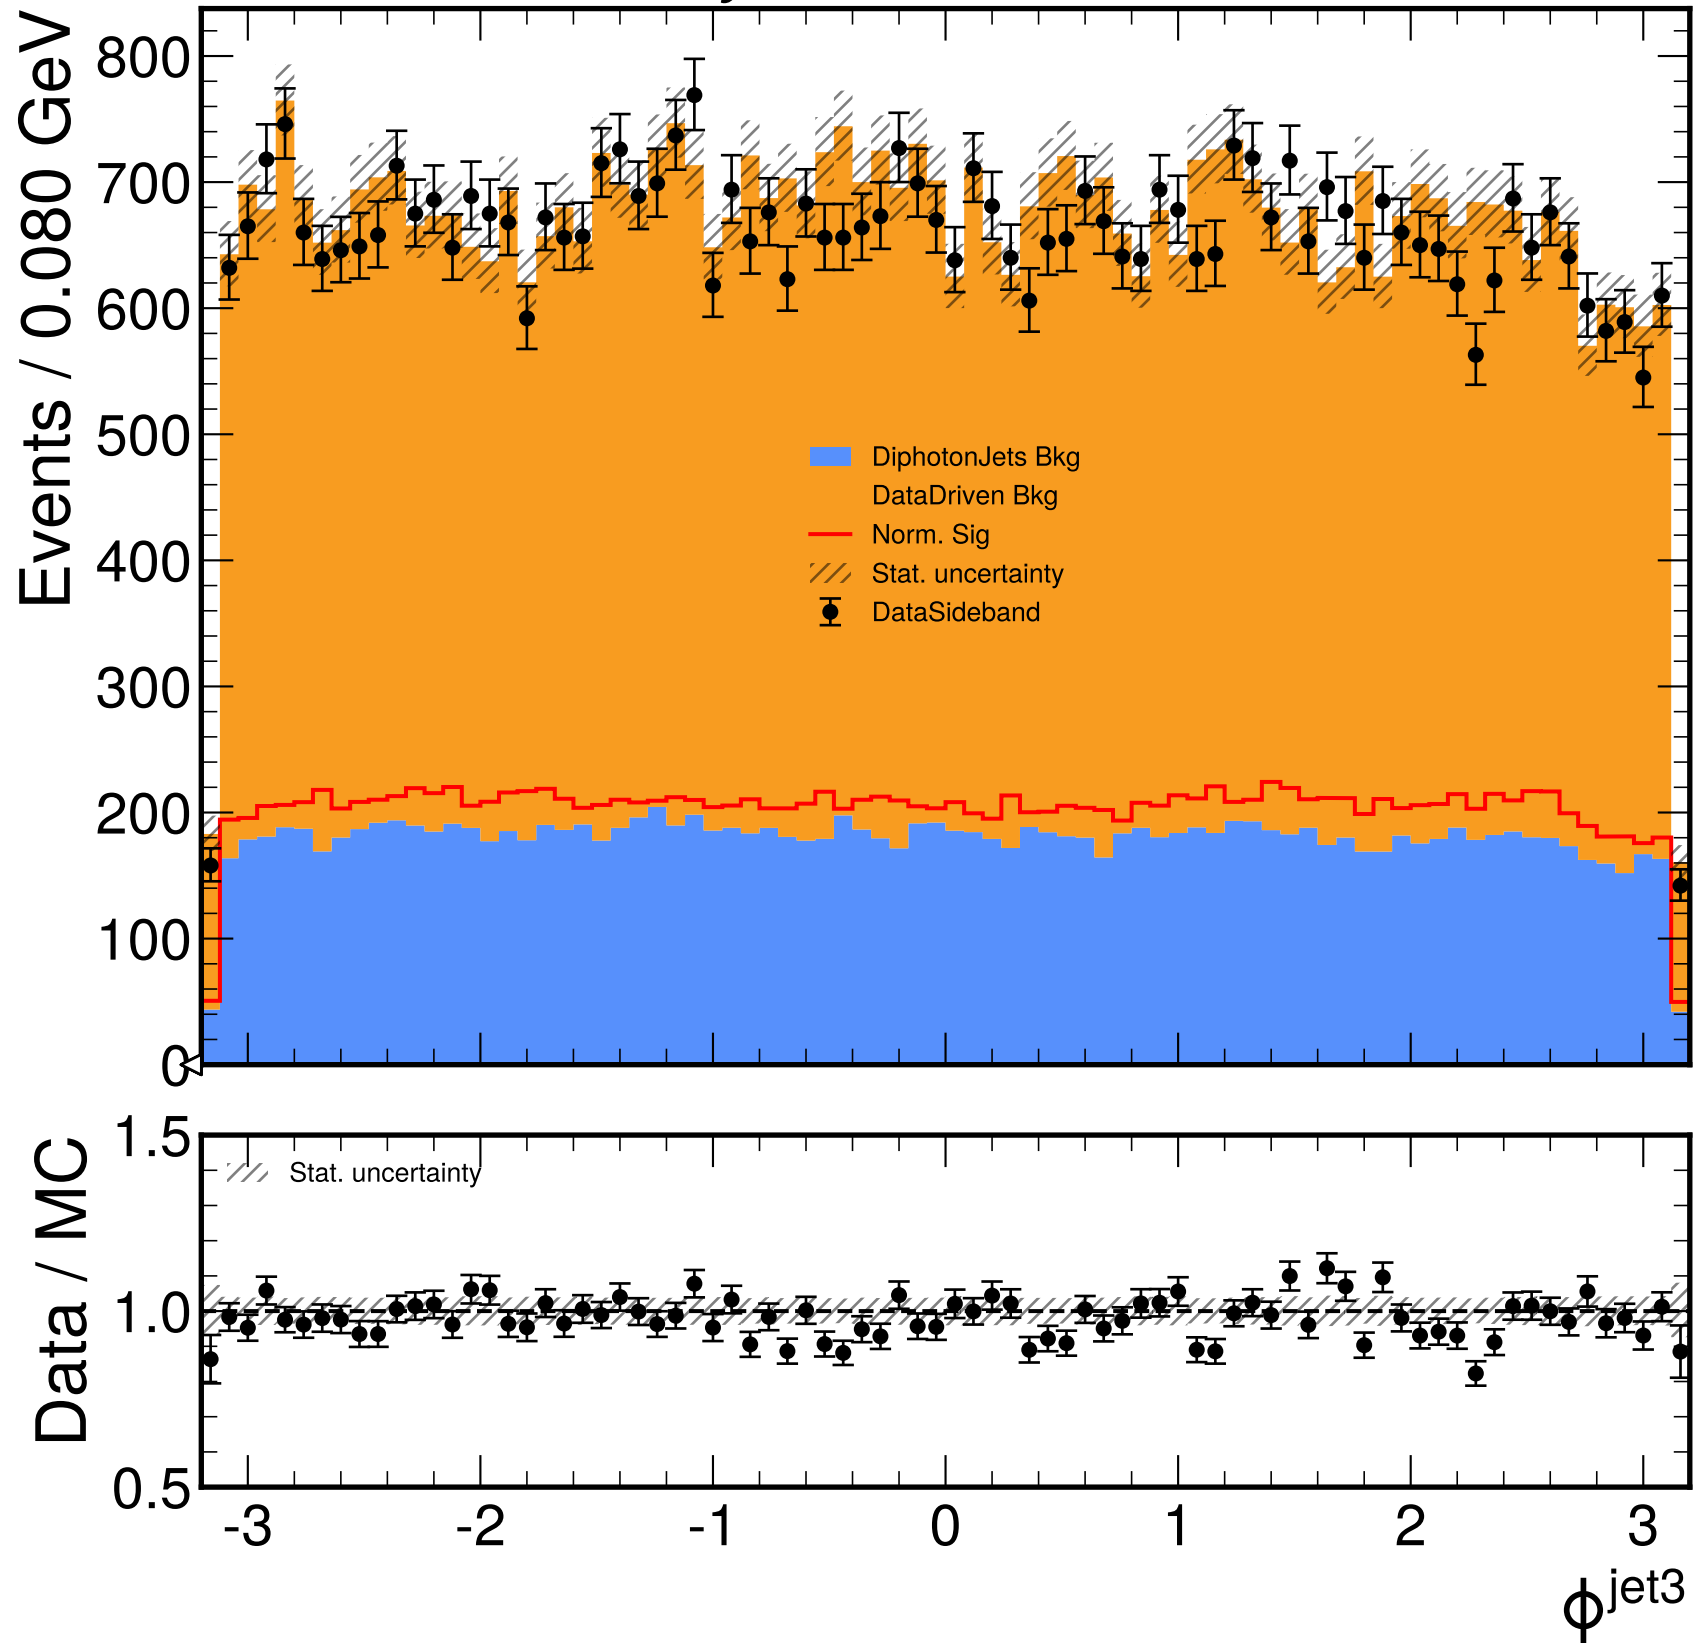 Events / 0.080 GeV
800
700
600
500
400
300
200
100
0
DiphotonJets Bkg
DataDriven Bkg
Norm. Sig
Stat. uncertainty
DataSideband
Data / MC
1.5
1.0
0.5
Stat. uncertainty
-3 -2 -1 0 1 2 3
ϕ^jet3